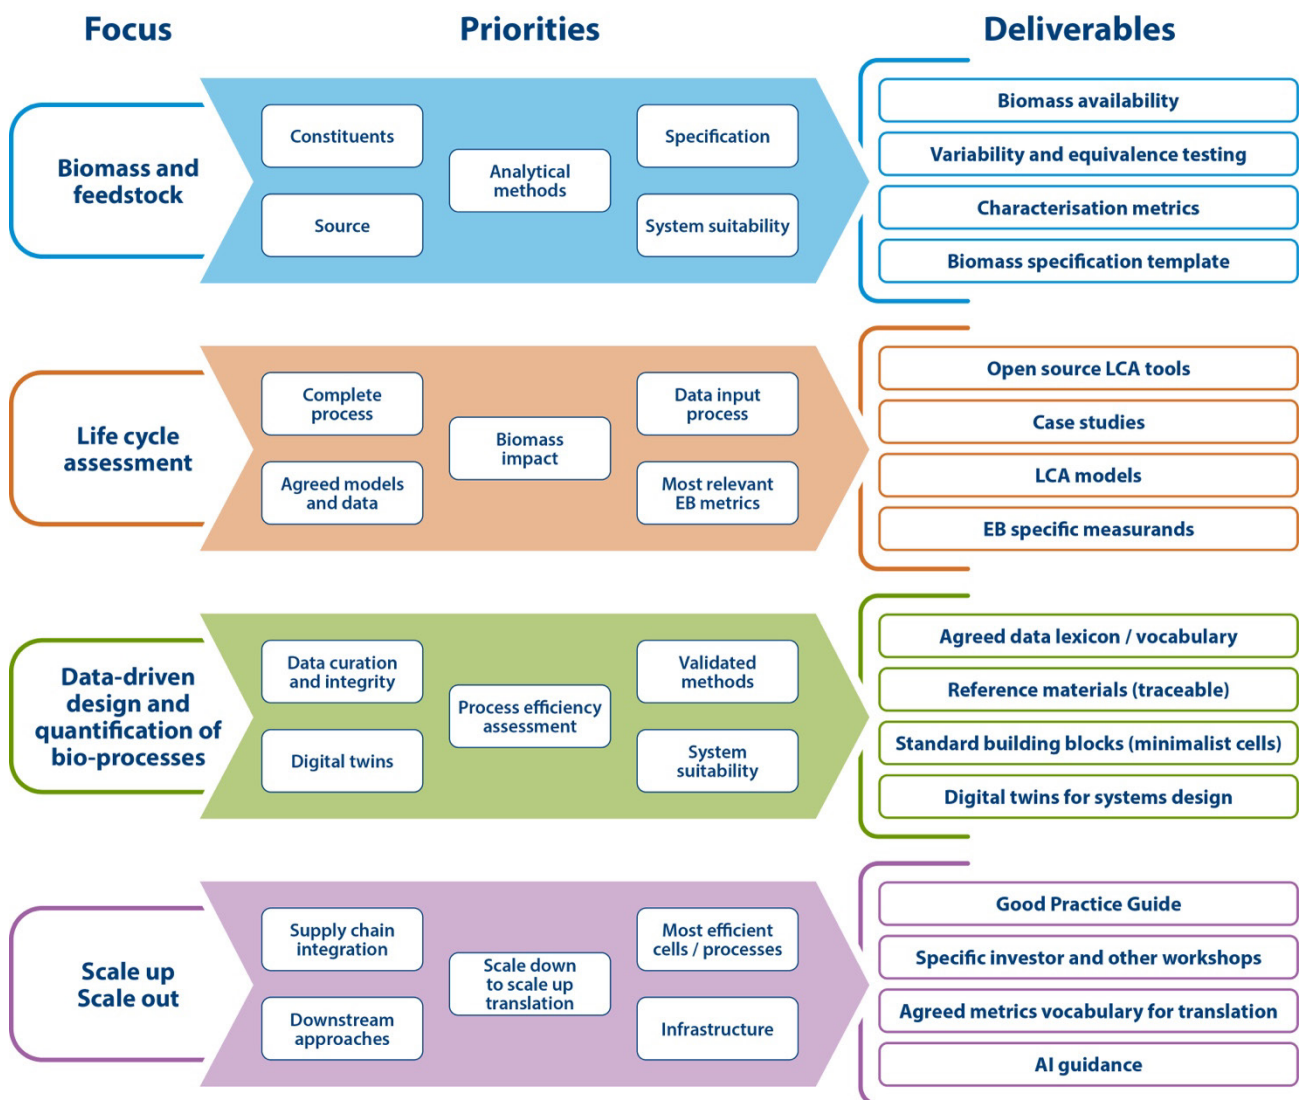 Focus
Priorities
Deliverables
Biomass and
feedstock
Constituents
Source
Analytical
methods
Specification
System suitability
Biomass availability
Variability and equivalence testing
Characterisation metrics
Biomass specification template
Life cycle
assessment
Complete
process
Agreed models
and data
Biomass
impact
Data input
process
Most relevant
EB metrics
Open source LCA tools
Case studies
LCA models
EB specific measurands
Data-driven
design and
quantification of
bio-processes
Data curation
and integrity
Digital twins
Process efficiency
assessment
Validated
methods
System
suitability
Agreed data lexicon / vocabulary
Reference materials (traceable)
Standard building blocks (minimalist cells)
Digital twins for systems design
Scale up
Scale out
Supply chain
integration
Downstream
approaches
Scale down
to scale up
translation
Most efficient
cells / processes
Infrastructure
Good Practice Guide
Specific investor and other workshops
Agreed metrics vocabulary for translation
AI guidance